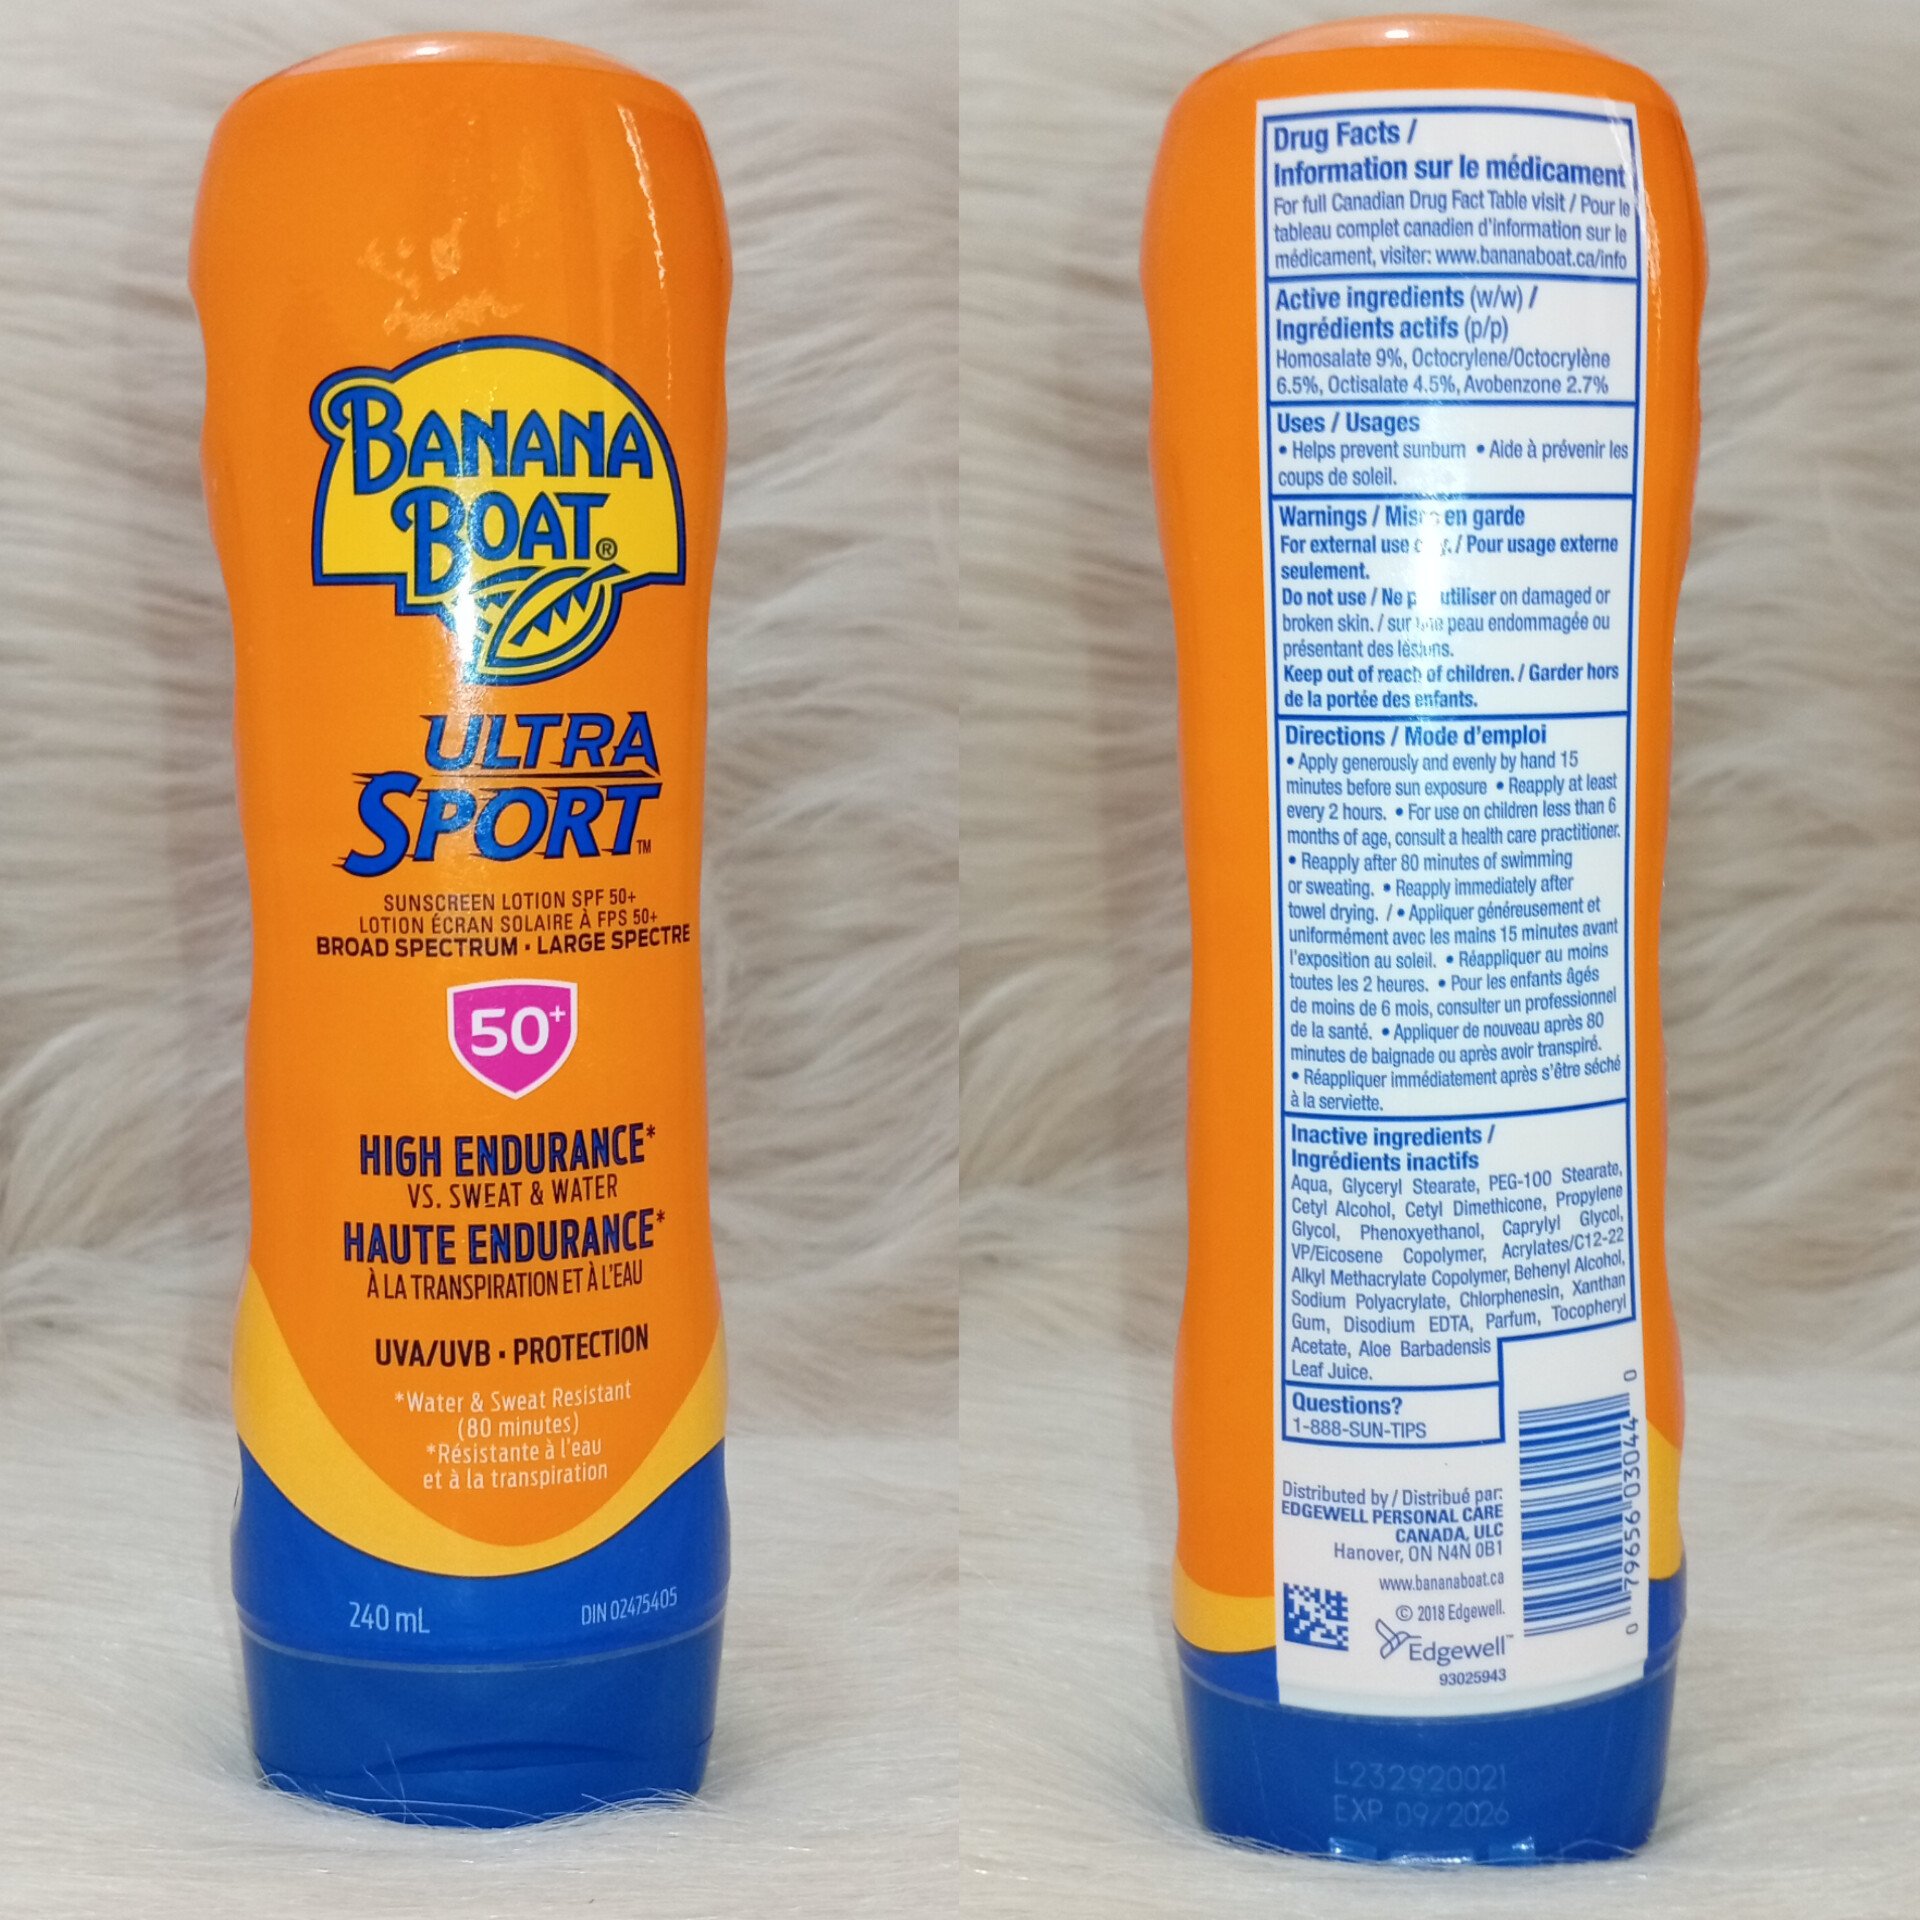 BANANA
BOAT®
ULTRA
SPORT™
SUNSCREEN LOTION SPF 50+
LOTION ÉCRAN SOLAIRE À FPS 50+
BROAD SPECTRUM • LARGE SPECTRE
50+
HIGH ENDURANCE*
VS. SWEAT & WATER
HAUTE ENDURANCE*
À LA TRANSPIRATION ET À L'EAU
UVA/UVB • PROTECTION
*Water & Sweat Resistant
(80 minutes)
*Résistante à l'eau
et à la transpiration
240 mL
DIN 02475405
Drug Facts /
Information sur le médicament
For full Canadian Drug Fact Table visit / Pour le
tableau complet canadien d'information sur le
médicament, visiter: www.bananaboat.ca/info
Active ingredients (w/w) /
Ingrédients actifs (p/p)
Homosalate 9%, Octocrylene/Octocrylène
6.5%, Octisalate 4.5%, Avobenzone 2.7%
Uses / Usages
• Helps prevent sunburn • Aide à prévenir les
coups de soleil.
Warnings / Mises en garde
For external use / Pour usage externe
seulement.
Do not use / Ne utiliser on damaged or
broken skin. / sur une peau endommagée ou
présentant des lésions.
Keep out of reach of children. / Garder hors
de la portée des enfants.
Directions / Mode d'emploi
• Apply generously and evenly by hand 15
minutes before sun exposure • Reapply at least
every 2 hours. • For use on children less than 6
months of age, consult a health care practitioner.
• Reapply after 80 minutes of swimming
or sweating. • Reapply immediately after
towel drying. / • Appliquer généreusement et
uniformément avec les mains 15 minutes avant
l'exposition au soleil. • Réappliquer au moins
toutes les 2 heures. • Pour les enfants âgés
de moins de 6 mois, consulter un professionnel
de la santé. • Appliquer de nouveau après 80
minutes de baignade ou après avoir transpiré.
• Réappliquer immédiatement après s'être séché
à la serviette.
Inactive ingredients /
Ingrédients inactifs
Aqua, Glyceryl Stearate, PEG-100 Stearate,
Cetyl Alcohol, Cetyl Dimethicone, Propylene
Glycol, Phenoxyethanol, Caprylyl Glycol,
VP/Eicosene Copolymer, Acrylates/C12-22
Alkyl Methacrylate Copolymer, Behenyl Alcohol,
Sodium Polyacrylate, Chlorphenesin, Xanthan
Gum, Disodium EDTA, Parfum, Tocopheryl
Acetate, Aloe Barbadensis
Leaf Juice.
Questions?
1-888-SUN-TIPS
Distributed by / Distribué par:
EDGEWELL PERSONAL CARE
CANADA, ULC
Hanover, ON N4N 0B1
www.bananaboat.ca
© 2018 Edgewell.
Edgewell™
93025943
0 79656 03044 0
L232920021
EXP 09/2026